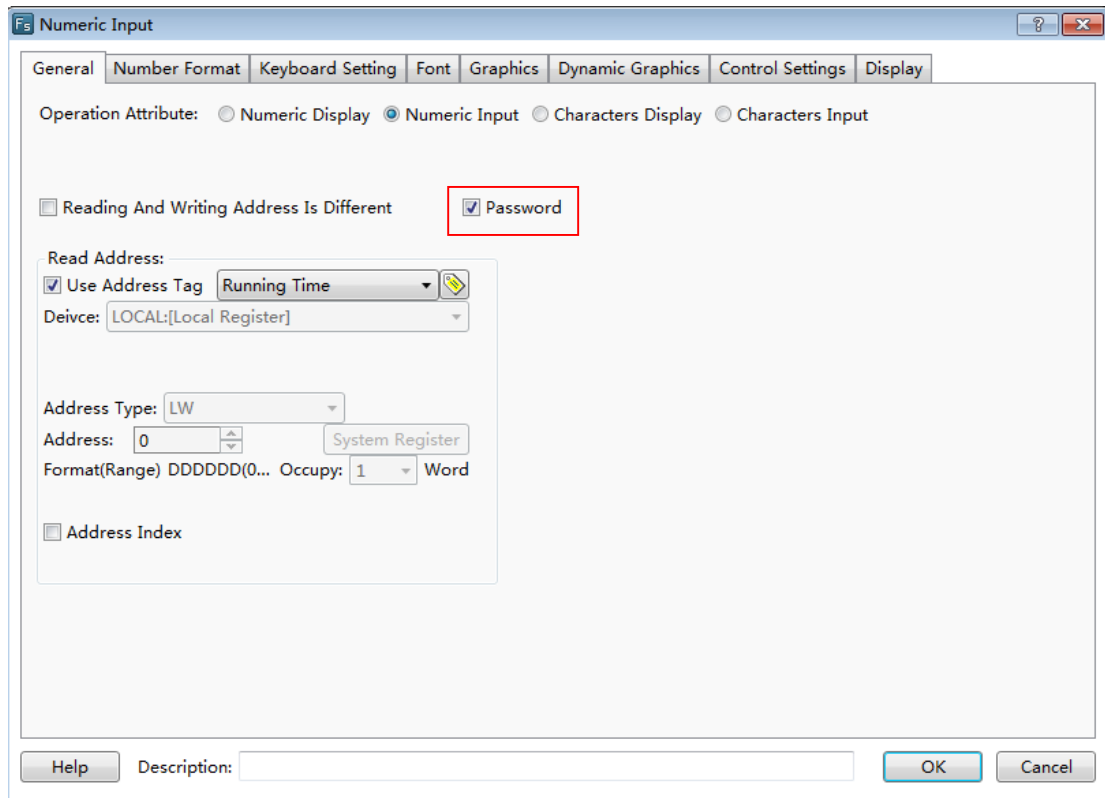 Fs Numeric Input
General Number Format Keyboard Setting Font Graphics Dynamic Graphics Control Settings Display
Operation Attribute: Numeric Display Numeric Input Characters Display Characters Input
Reading And Writing Address Is Different Password
Read Address:
Use Address Tag Running Time
Deivce: LOCAL:[Local Register]
Address Type: LW
Address: 0 System Register
Format(Range) DDDDDD(0... Occupy: 1 Word
Address Index
Help Description: OK Cancel